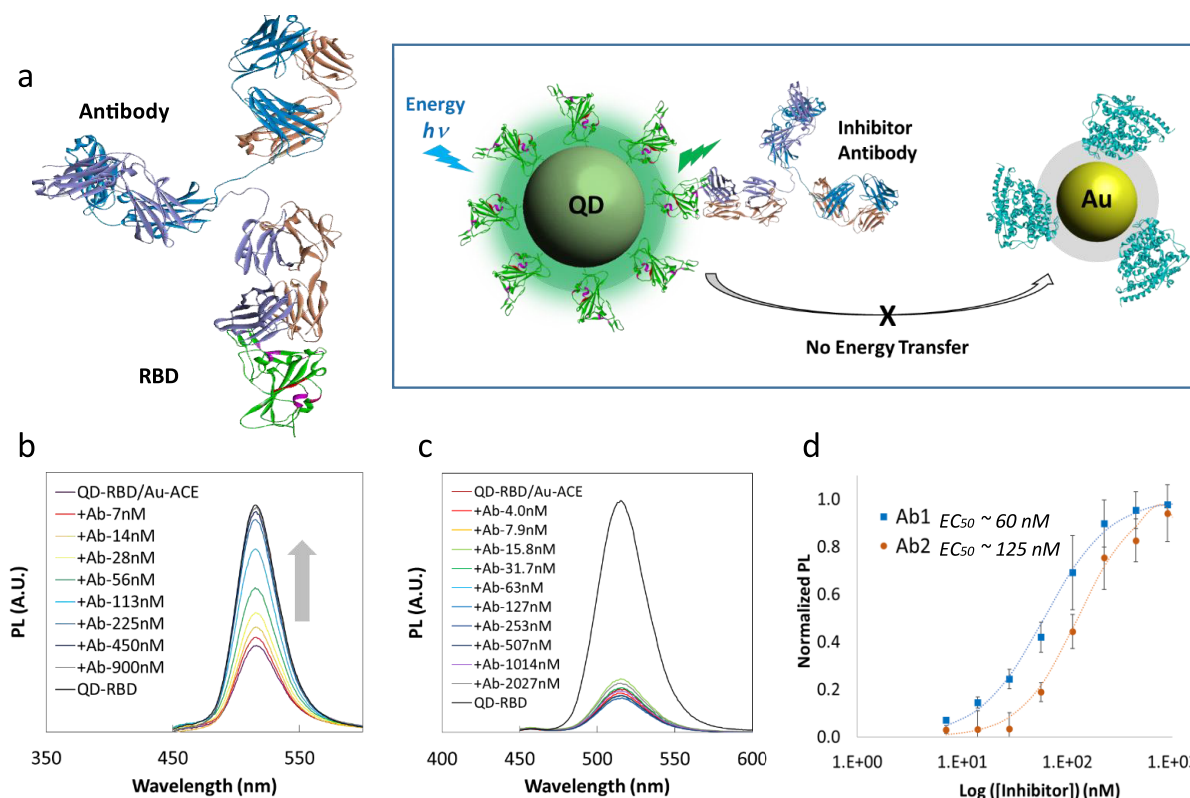 a
Antibody
RBD
Energy
hν
QD
Inhibitor
Antibody
Au
X
No Energy Transfer
b
PL (A.U.)
QD-RBD/Au-ACE
+Ab-7nM
+Ab-14nM
+Ab-28nM
+Ab-56nM
+Ab-113nM
+Ab-225nM
+Ab-450nM
+Ab-900nM
QD-RBD
350
450
550
Wavelength (nm)
c
PL (A.U.)
QD-RBD/Au-ACE
+Ab-4.0nM
+Ab-7.9nM
+Ab-15.8nM
+Ab-31.7nM
+Ab-63nM
+Ab-127nM
+Ab-253nM
+Ab-507nM
+Ab-1014nM
+Ab-2027nM
QD-RBD
400
450
500
550
600
Wavelength (nm)
d
Normalized PL
1.0
0.8
0.6
0.4
0.2
0.0
Ab1 EC50 ~ 60 nM
Ab2 EC50 ~ 125 nM
1.E+00
1.E+01
1.E+02
1.E+0
Log ([Inhibitor]) (nM)